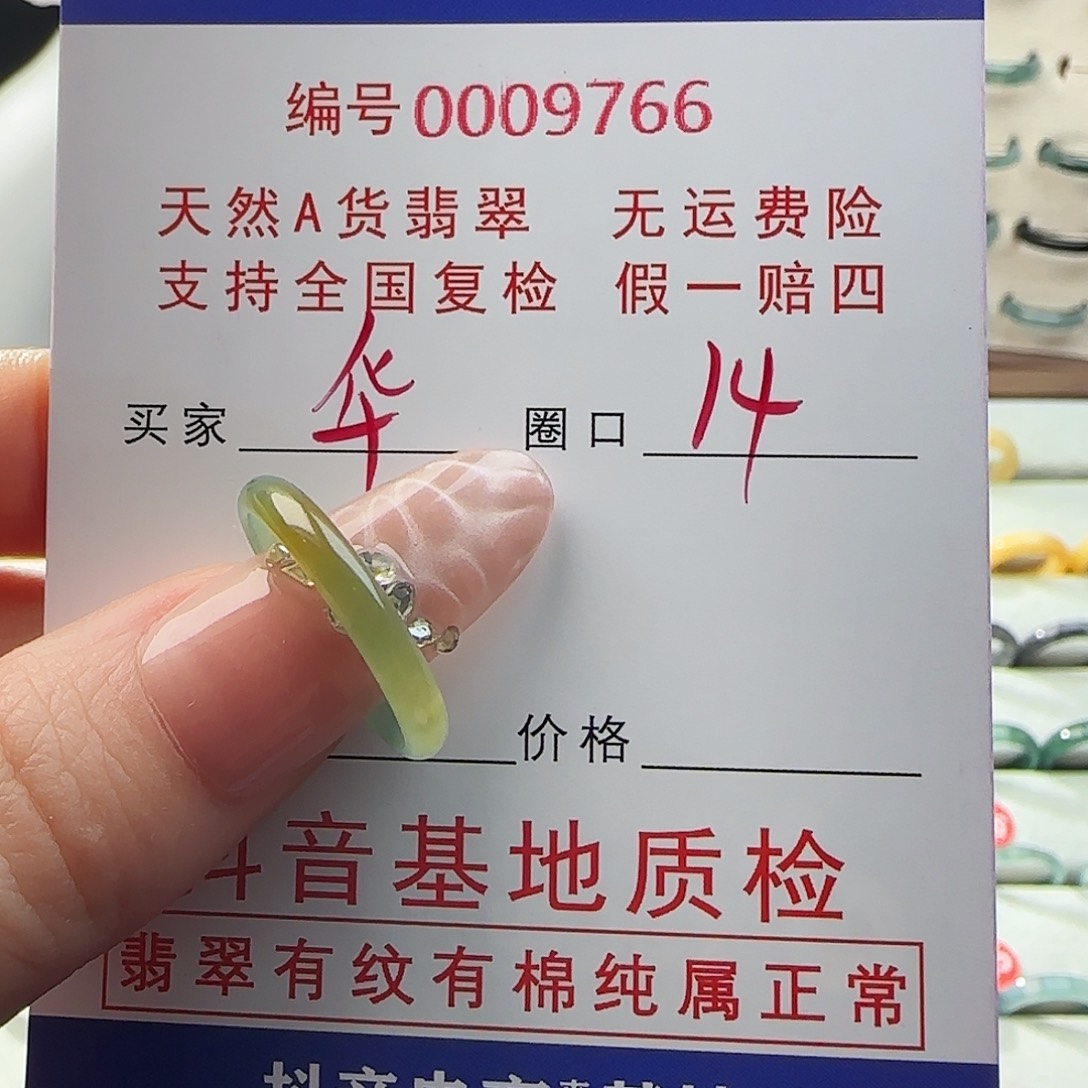 编号0009766
天然A货翡翠 无运费险
支持全国复检 假一赔四
买家 华 圈口 14
价格
抖音基地质检
翡翠有纹有棉纯属正常